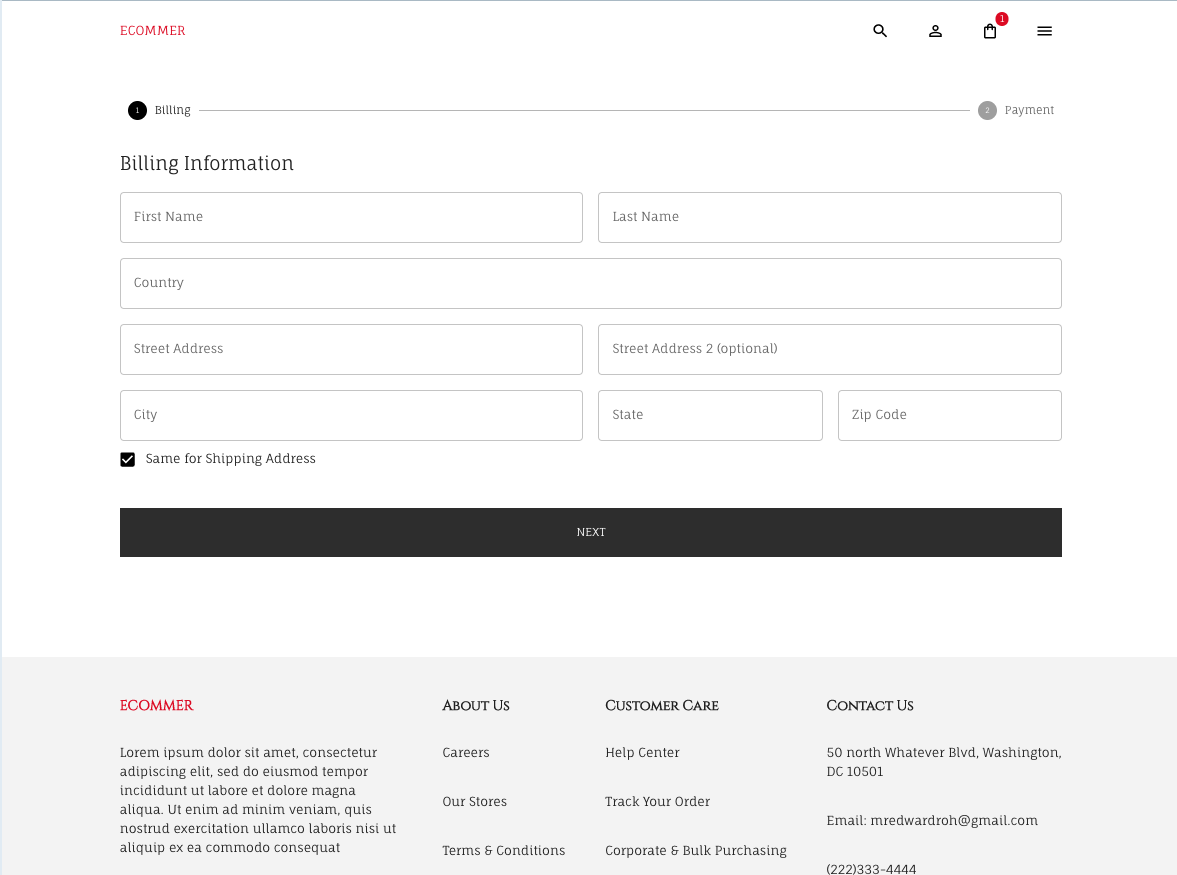 ECOMMER
1
1 Billing
2 Payment
Billing Information
First Name
Last Name
Country
Street Address
Street Address 2 (optional)
City
State
Zip Code
Same for Shipping Address
NEXT
ECOMMER
Lorem ipsum dolor sit amet, consectetur
adipiscing elit, sed do eiusmod tempor
incididunt ut labore et dolore magna
aliqua. Ut enim ad minim veniam, quis
nostrud exercitation ullamco laboris nisi ut
aliquip ex ea commodo consequat
About Us
Careers
Our Stores
Terms & Conditions
Customer Care
Help Center
Track Your Order
Corporate & Bulk Purchasing
Contact Us
50 north Whatever Blvd, Washington,
DC 10501
Email: mredwardroh@gmail.com
(222)333-4444